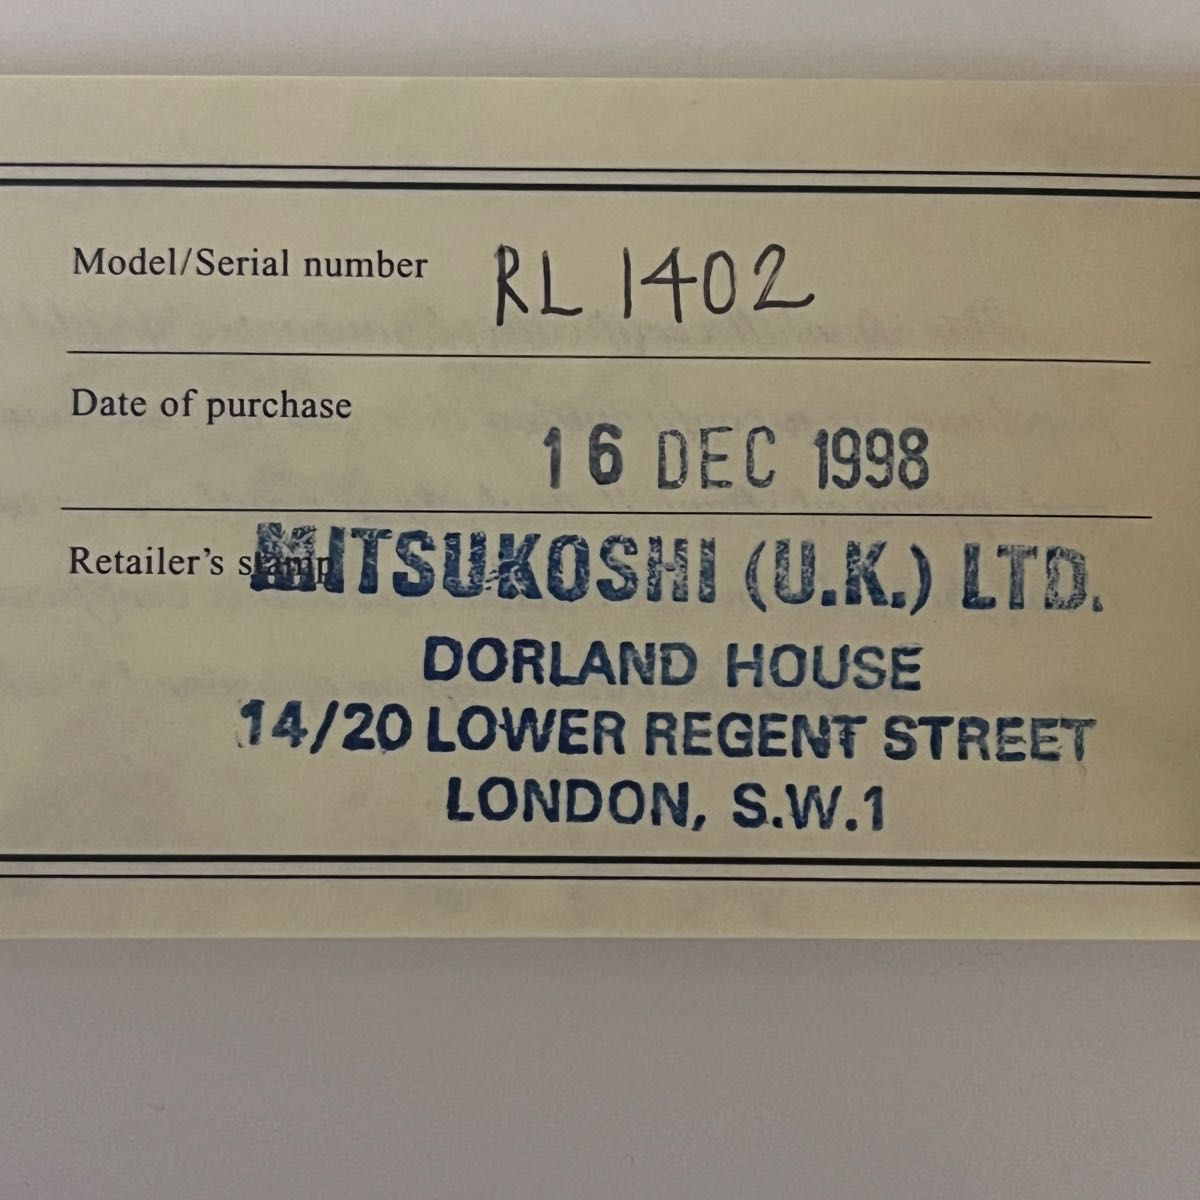 Model/Serial number RL 1402
Date of purchase
16 DEC 1998
Retailer's stamp MITSUKOSHI (U.K.) LTD.
DORLAND HOUSE
14/20 LOWER REGENT STREET
LONDON, S.W.1